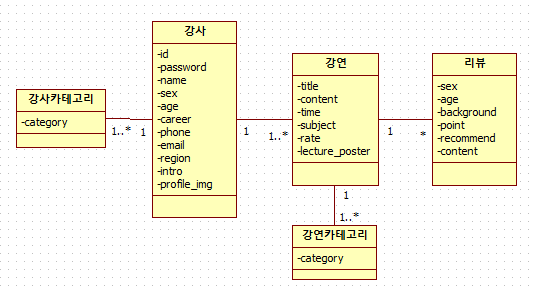 강사카테고리
-category
1..*
1
강사
-id
-password
-name
-sex
-age
-career
-phone
-email
-region
-intro
-profile_img
1
1..*
강연
-title
-content
-time
-subject
-rate
-lecture_poster
1
*
리뷰
-sex
-age
-background
-point
-recommend
-content
1
1..*
강연카테고리
-category